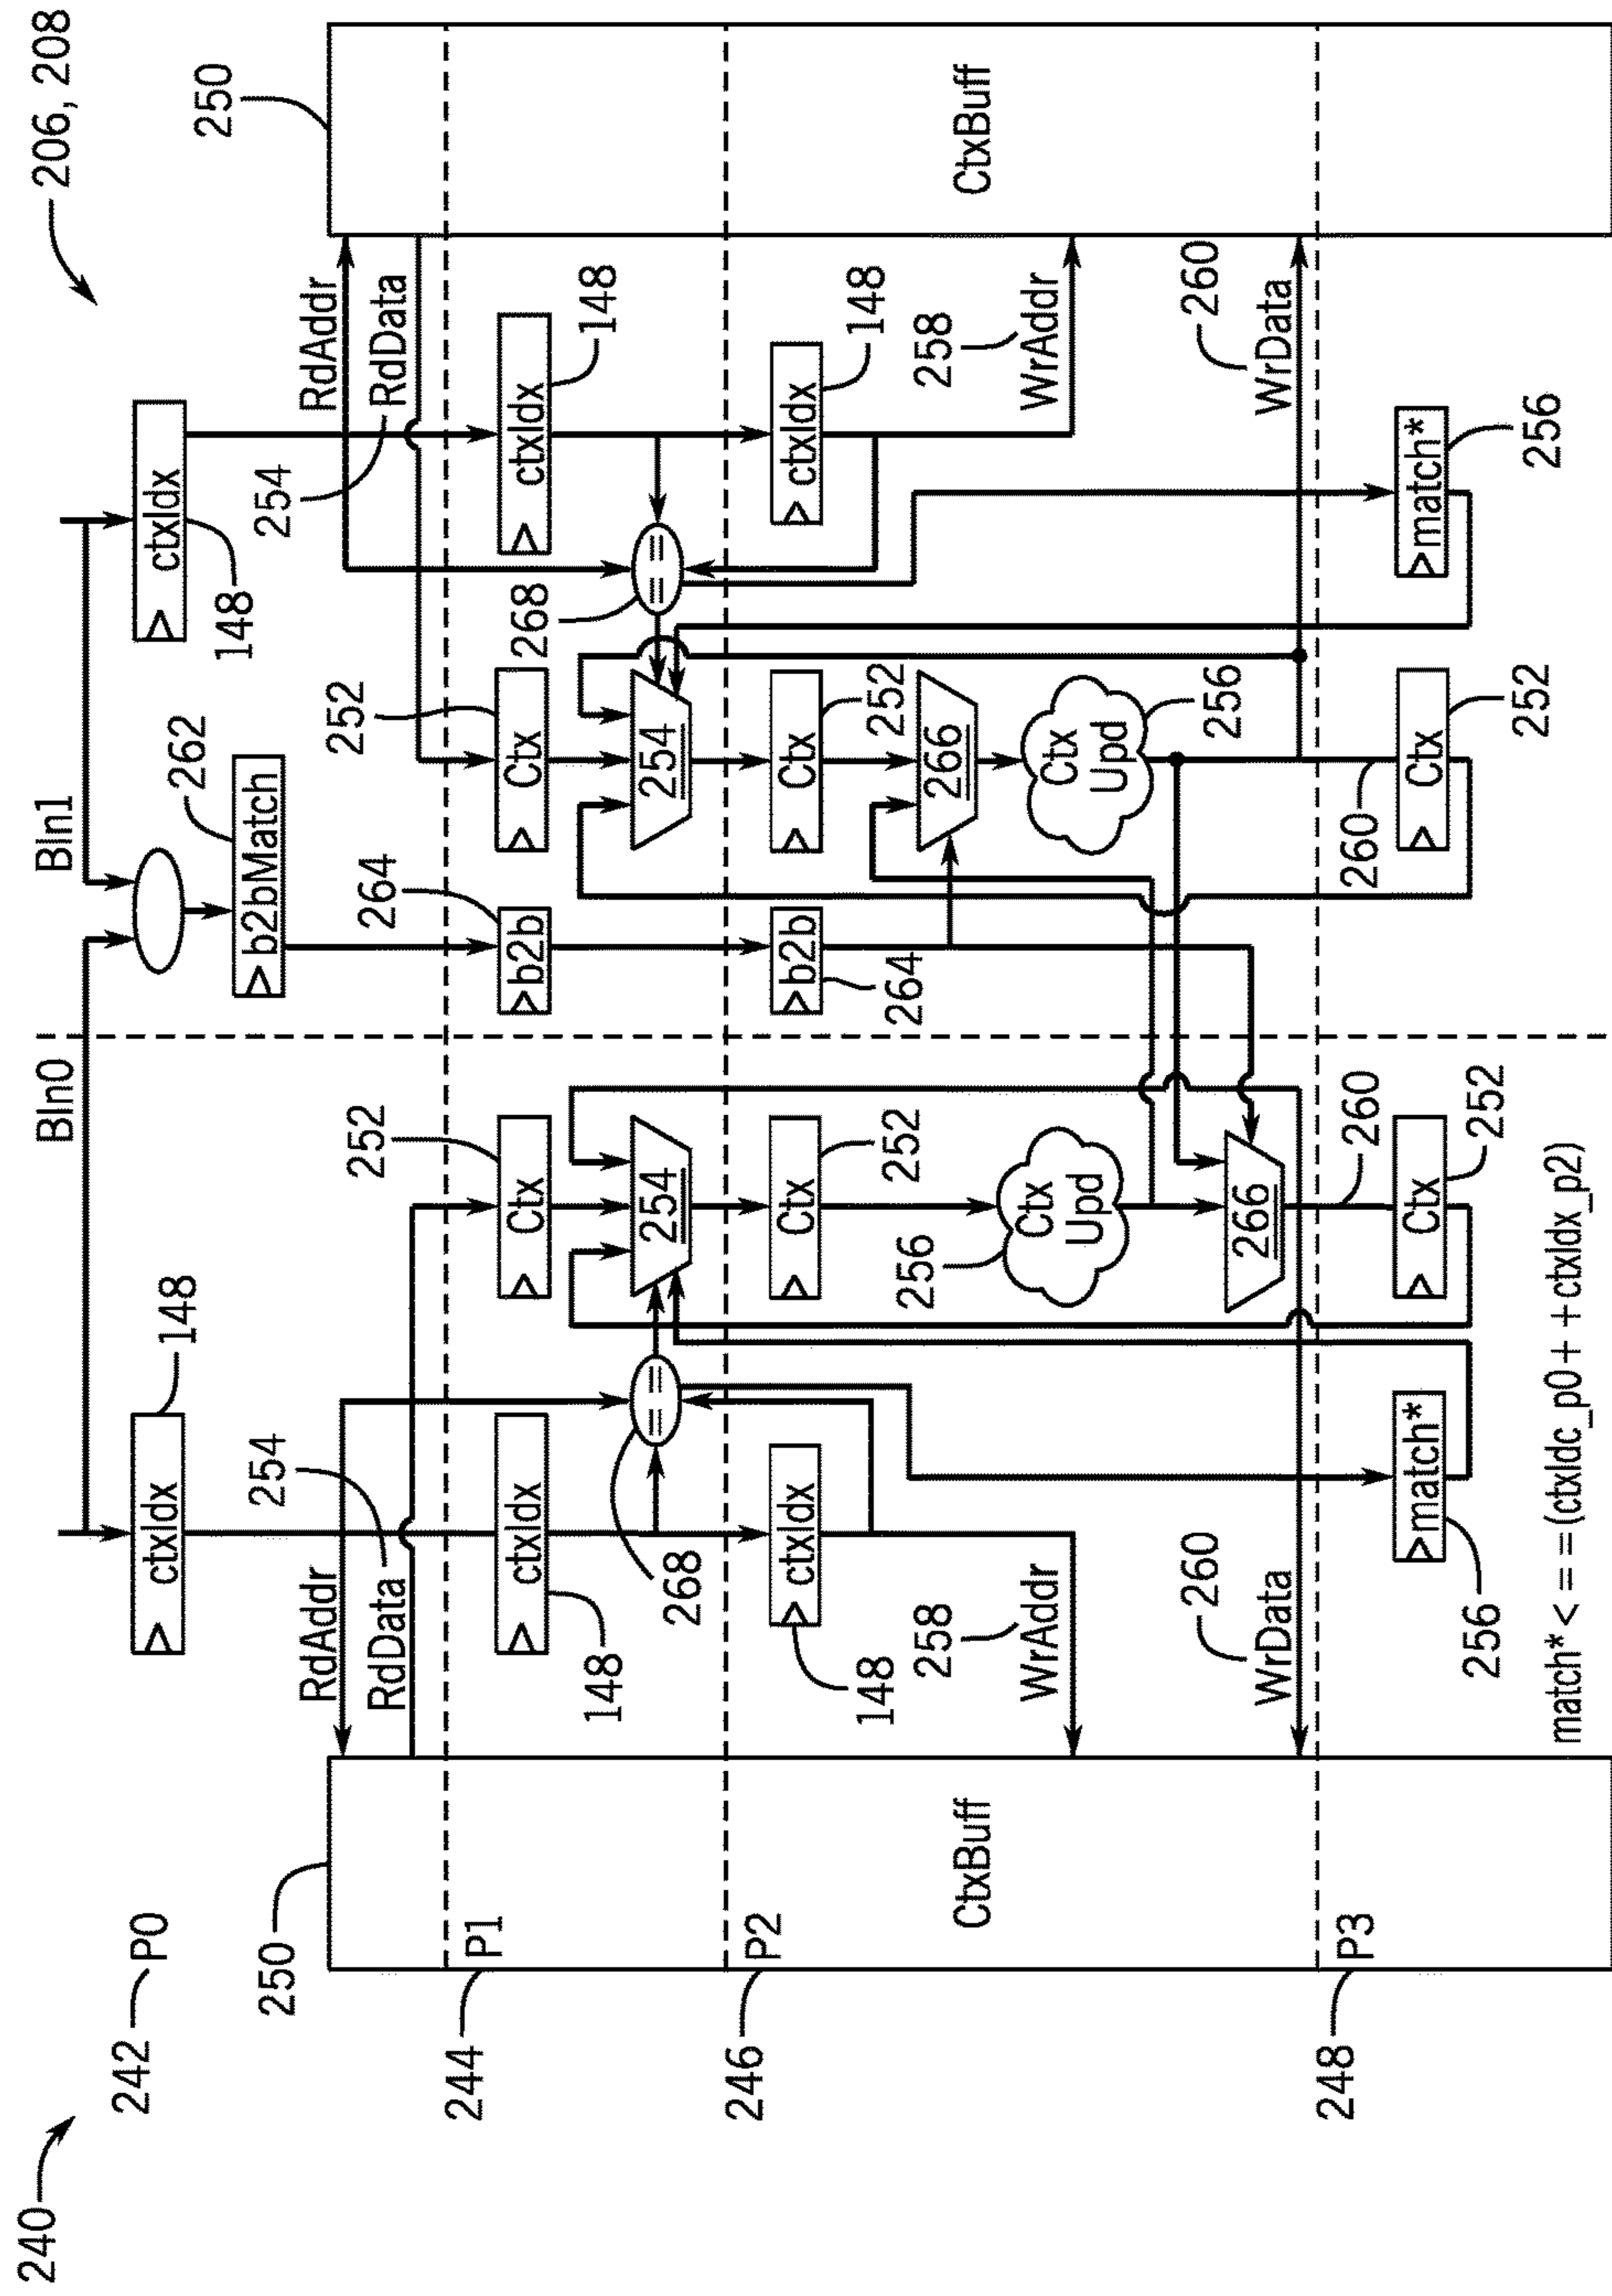 240
242
P0
206, 208
BIn0
BIn1
148
> ctxIdx
> ctxIdx
148
262
> b2bMatch
250
250
RdAddr
RdAddr
254
RdData
254
RdData
244
P1
252
252
264
148
> ctxIdx
> Ctx
> b2b
> Ctx
> ctxIdx
148
268
==
254
254
==
268
246
P2
148
> ctxIdx
> Ctx
252
> b2b
264
> Ctx
252
> ctxIdx
148
CtxBuff
CtxBuff
258
WrAddr
256
Ctx
Upd
266
Ctx
Upd
256
258
WrAddr
260
WrData
266
260
WrData
248
P3
260
260
256
>match*
> Ctx
252
> Ctx
252
>match*
256
match* < = = (ctxIdc_p0 + + ctxIdx_p2)